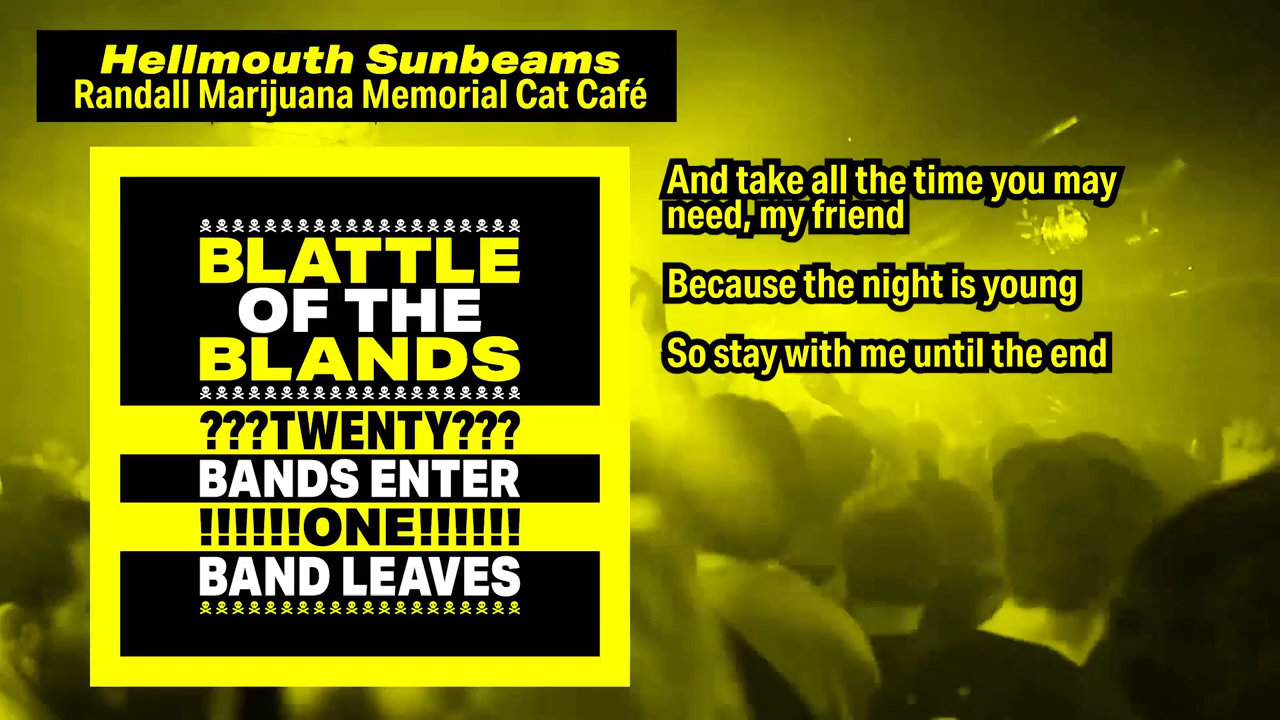 Hellmouth Sunbeams
Randall Marijuana Memorial Cat Café
BLATTLE
OF THE
BLANDS
???TWENTY???
BANDS ENTER
!!!!!!ONE!!!!!!
BAND LEAVES
And take all the time you may
need, my friend
Because the night is young
So stay with me until the end